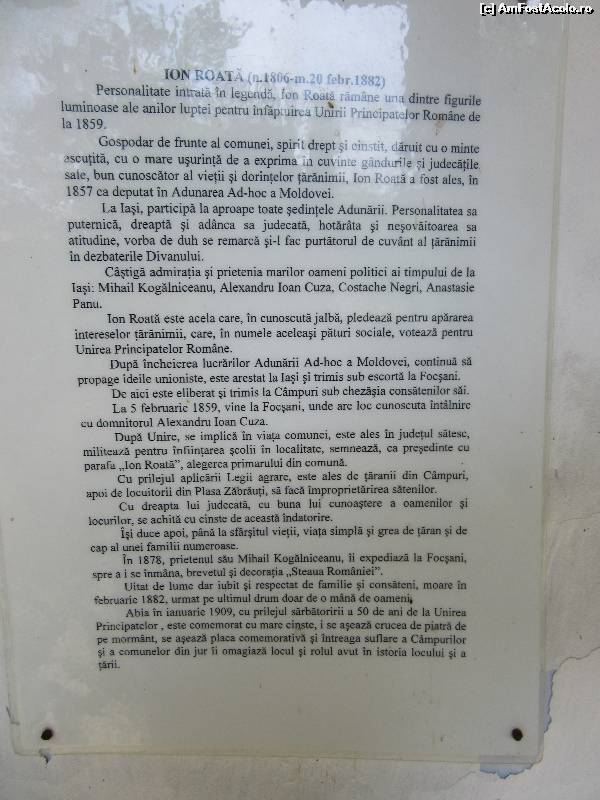 [c] AmFostAcolo.ro
ION ROATĂ (n.1806-m.20 febr.1882)
Personalitate intrată în legendă, Ion Roată rămâne una dintre figurile
luminoase ale anilor luptei pentru înfăpruirea Unirii Principatelor Române de
la 1859.
Gospodar de frunte al comunei, spirit drept şi cinstit, dăruit cu o minte
ascuţită, cu o mare uşurinţă de a exprima în cuvinte gândurile şi judecăţile
sale, bun cunoscător al vieţii şi dorinţelor ţărănimii, Ion Roată a fost ales, în
1857 ca deputat în Adunarea Ad-hoc a Moldovei.
La Iaşi, participă la aproape toate şedinţele Adunării. Personalitatea sa
puternică, dreaptă şi adânca sa judecată, hotărâta şi neşovăitoarea sa
atitudine, vorba de duh se remarcă şi-l fac purtătorul de cuvânt al ţărănimii
în dezbaterile Divanului.
Câştigă admiraţia şi prietenia marilor oameni politici ai timpului de la
Iaşi: Mihail Kogălniceanu, Alexandru Ioan Cuza, Costache Negri, Anastasie
Panu.
Ion Roată este acela care, în cunoscută jalbă, pledează pentru apărarea
intereselor ţărănimii, care, în numele aceleaşi pături sociale, votează pentru
Unirea Principatelor Române.
După încheierea lucrărilor Adunării Ad-hoc a Moldovei, continuă să
propage ideile unioniste, este arestat la Iaşi şi trimis sub escortă la Focşani.
De aici este eliberat şi trimis la Câmpuri sub chezăşia consătenilor săi.
La 5 februarie 1859, vine la Focşani, unde arc loc cunoscuta întâlnire
cu domnitorul Alexandru Ioan Cuza.
După Unire, se implică în viaţa comunei, este ales în judeţul sătesc,
militează pentru înfiinţarea şcolii în localitate, semnează, ca preşedinte cu
parafa „Ion Roată”, alegerca primarului din comună.
Cu prilejul aplicării Legii agrare, este ales de ţăranii din Câmpuri,
apoi de locuitorii din Plasa Zăbrăuţi, să facă împroprietărirea sătenilor.
Cu dreapta lui judecată, cu buna lui cunoaştere a oamenilor şi
locurilor, se achită cu cinste de această îndatorire.
Îşi duce apoi, până la sfârşitul vieţii, viaţa simplă şi grea de ţăran şi de
cap al unei familii numeroase.
În 1878, prietenul său Mihail Kogălniceanu, îi expediază la Focşani,
spre a i se înmâna, brevetul şi decoraţia „Steaua României”.
Uitat de lume dar iubit şi respectat de familie şi consăteni, moare în
februarie 1882, urmat pe ultimul drum doar de o mână de oameni.
Abia în ianuarie 1909, cu prilejul sărbătoririi a 50 de ani de la Unirea
Principatelor , este comemorat cu mare cinste, i se aşează crucea de piatră de
pe mormânt, se aşează placa comemorativă şi întreaga suflare a Câmpurilor
şi a comunelor din jur îi omagiază locul şi rolul avut în istoria locului şi a
ţării.